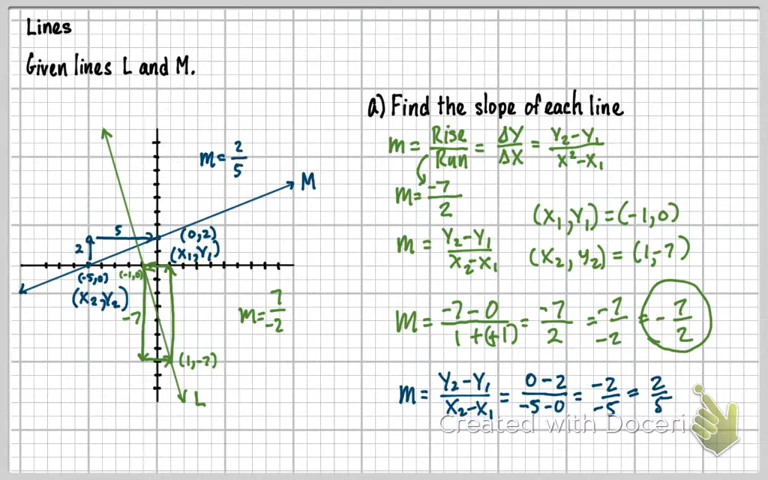 Lines
Given lines L and M.
a) Find the slope of each line
m = Rise/Run = ΔY/ΔX = Y₂-Y₁/X²-X₁
m = -7/2
(X₁,Y₁) = (-1,0)
m = Y₂-Y₁/X₂-X₁
(X₂,Y₂) = (1,-7)
m = -7-0/1+(+1) = -7/2 = -7/-2 = -7/2
m = Y₂-Y₁/X₂-X₁ = 0-2/-5-0 = -2/-5 = 2/5
m = 2/5
M
5
2
(0,2)
(X₁,Y₁)
(-5,0)
(-1,0)
(X₂,Y₂)
-7
m = 7/-2
(1,-7)
L
Created with Doceri